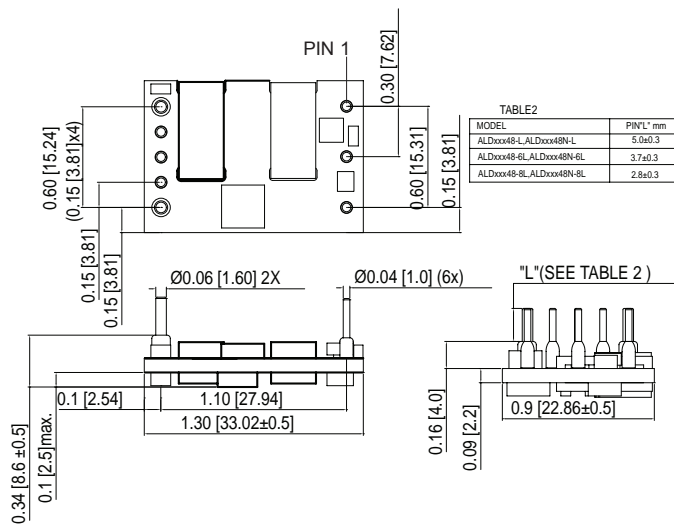 PIN 1
0.30 [7.62]
0.60 [15.24]
(0.15 [3.81]x4)
0.15 [3.81]
0.15 [3.81]
0.60 [15.31]
0.15 [3.81]
TABLE2
MODEL PIN"L" mm
ALDxxx48-L,ALDxxx48N-L 5.0±0.3
ALDxxx48-6L,ALDxxx48N-6L 3.7±0.3
ALDxxx48-8L,ALDxxx48N-8L 2.8±0.3
Ø0.06 [1.60] 2X
Ø0.04 [1.0] (6x)
"L"(SEE TABLE 2 )
0.34 [8.6 ±0.5]
0.1 [2.5]max.
0.1 [2.54]
1.10 [27.94]
1.30 [33.02±0.5]
0.16 [4.0]
0.09 [2.2]
0.9 [22.86±0.5]